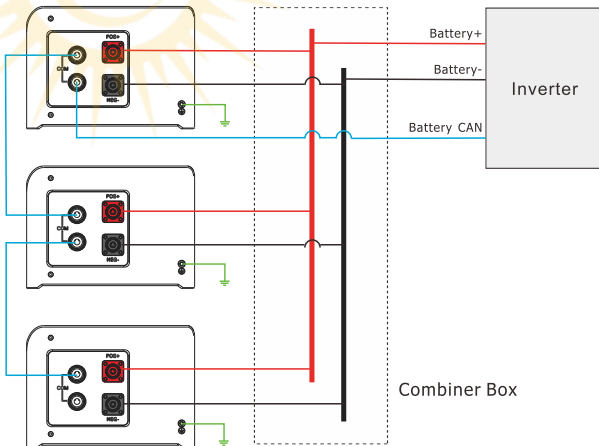 POS+
COM
NEG-
Battery+
Battery-
Inverter
Battery CAN
POS+
COM
NEG-
POS+
COM
NEG-
Combiner Box